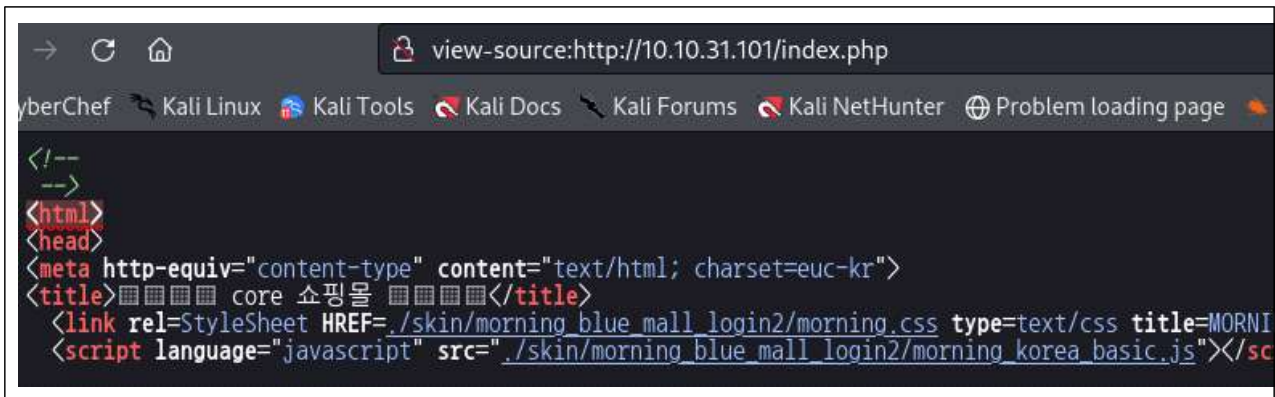 view-source:http://10.10.31.101/index.php
yberChef Kali Linux Kali Tools Kali Docs Kali Forums Kali NetHunter Problem loading page
<!--
-->
<html>
<head>
<meta http-equiv="content-type" content="text/html; charset=euc-kr">
<title>▦▦▦▦ core 쇼핑몰 ▦▦▦▦</title>
<link rel=StyleSheet HREF=./skin/morning_blue_mall_login2/morning.css type=text/css title=MORNI
<script language="javascript" src="./skin/morning_blue_mall_login2/morning_korea_basic.js"></sc